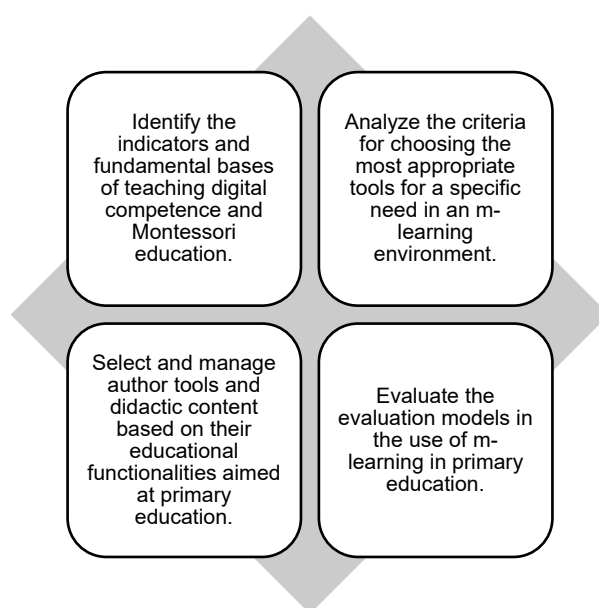 Identify the
indicators and
fundamental bases
of teaching digital
competence and
Montessori
education.
Analyze the criteria
for choosing the
most appropriate
tools for a specific
need in an m-
learning
environment.
Select and manage
author tools and
didactic content
based on their
educational
functionalities aimed
at primary
education.
Evaluate the
evaluation models in
the use of m-
learning in primary
education.